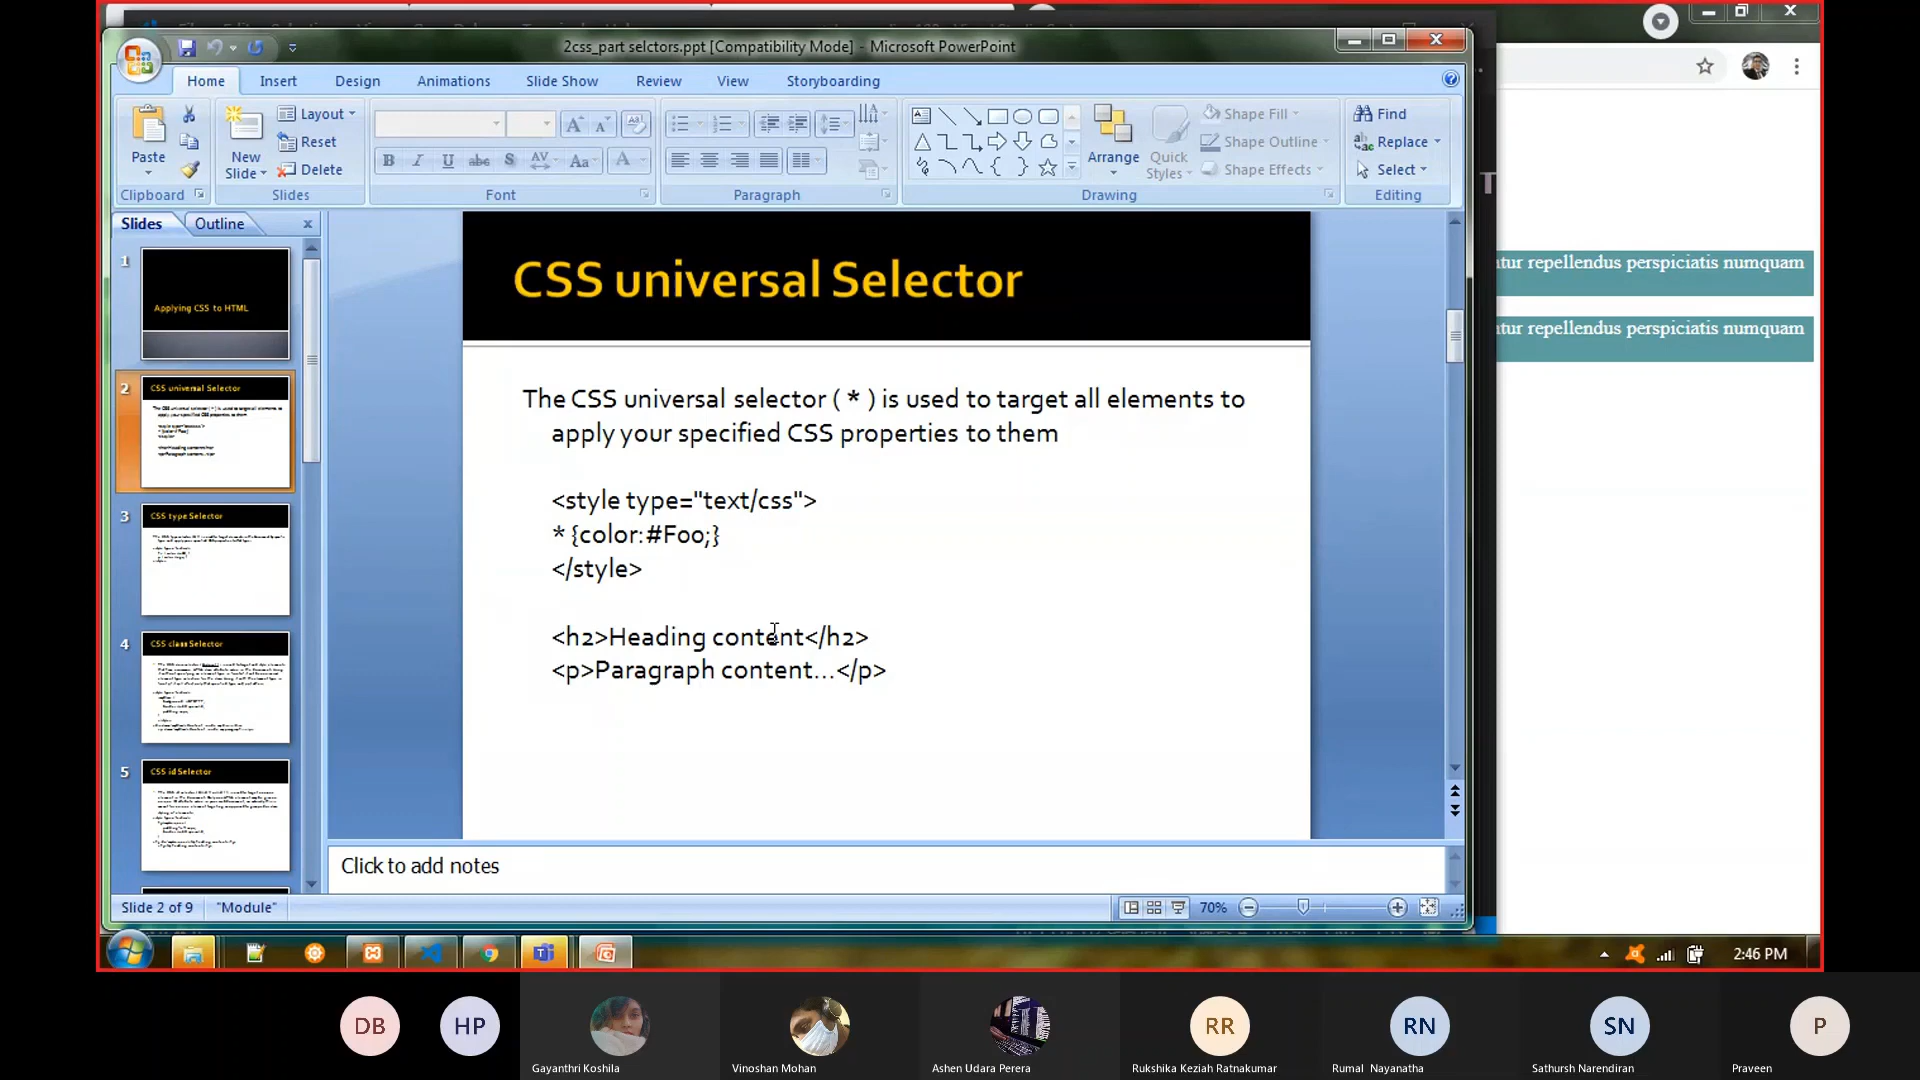 2css_part selctors.ppt [Compatibility Mode] - Microsoft PowerPoint
Home Insert Design Animations Slide Show Review View Storyboarding
Paste
Clipboard
New Slide
Layout
Reset
Delete
Slides
Font
Paragraph
Arrange
Quick Styles
Shape Fill
Shape Outline
Shape Effects
Drawing
Find
Replace
Select
Editing
Slides Outline
1
Applying CSS to HTML
2
CSS universal Selector
3
CSS type Selector
4
CSS class Selector
5
CSS id Selector
CSS universal Selector
The CSS universal selector ( * ) is used to target all elements to
apply your specified CSS properties to them
<style type="text/css">
* {color:#F00;}
</style>
<h2>Heading content</h2>
<p>Paragraph content...</p>
Click to add notes
Slide 2 of 9 "Module" 70%
tur repellendus perspiciatis numquam
tur repellendus perspiciatis numquam
2:46 PM
DB HP RR RN SN P
Gayanthri Koshila Vinoshan Mohan Ashen Udara Perera Rukshika Keziah Ratnakumar Rumal Nayanatha Sathursh Narendiran Praveen